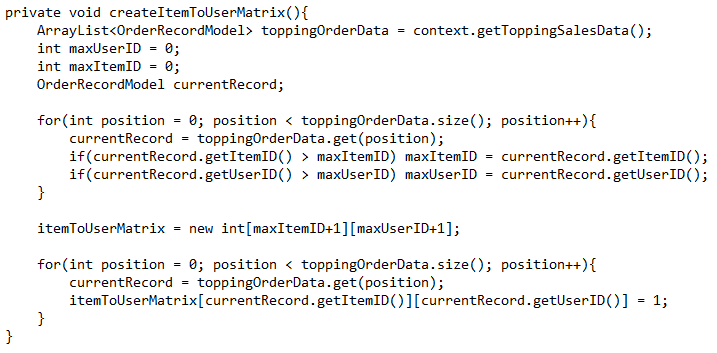 private void createItemToUserMatrix(){
    ArrayList<OrderRecordModel> toppingOrderData = context.getToppingSalesData();
    int maxUserID = 0;
    int maxItemID = 0;
    OrderRecordModel currentRecord;

    for(int position = 0; position < toppingOrderData.size(); position++){
        currentRecord = toppingOrderData.get(position);
        if(currentRecord.getItemID() > maxItemID) maxItemID = currentRecord.getItemID();
        if(currentRecord.getUserID() > maxUserID) maxUserID = currentRecord.getUserID();
    }

    itemToUserMatrix = new int[maxItemID+1][maxUserID+1];

    for(int position = 0; position < toppingOrderData.size(); position++){
        currentRecord = toppingOrderData.get(position);
        itemToUserMatrix[currentRecord.getItemID()][currentRecord.getUserID()] = 1;
    }
}